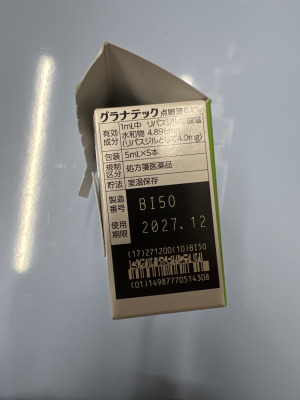 グラナテック点眼液0.4%
有効成分
1mL中 リパスジル塩酸塩
水和物 4.896mg
(リパスジルとして4.0mg)
包装 5mL×5本
規制区分 処方箋医薬品
貯法 室温保存
製造番号 BI50
使用期限 2027.12
(17)271200(10)BI50
(01)14987770514308